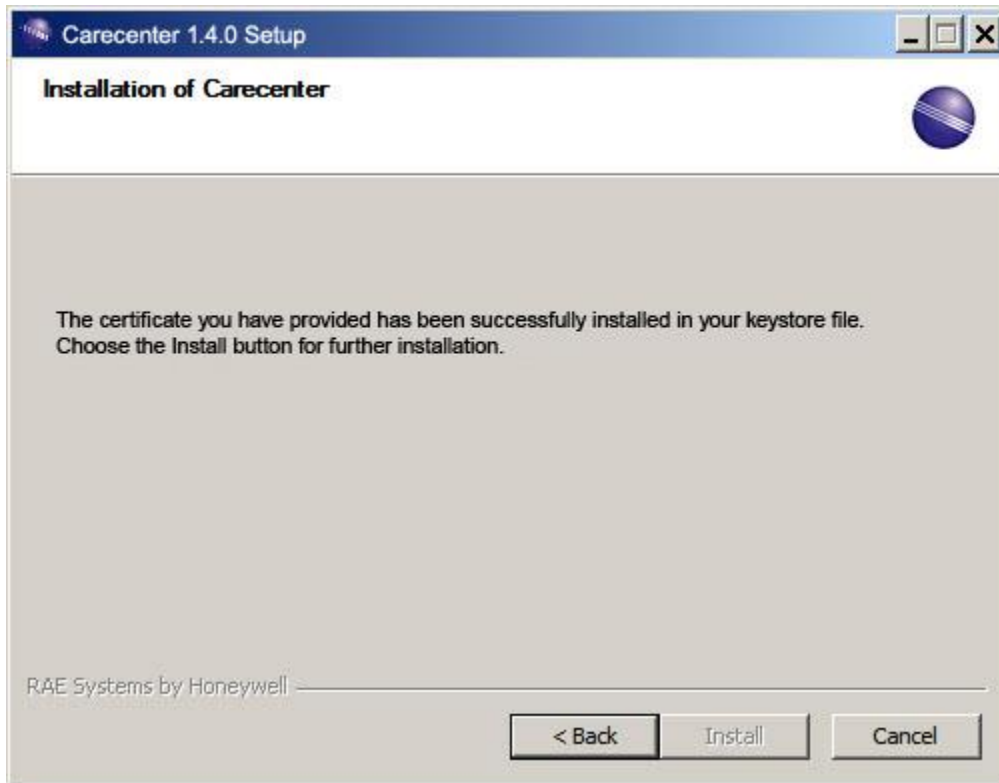 Carecenter 1.4.0 Setup
Installation of Carecenter
The certificate you have provided has been successfully installed in your keystore file.
Choose the Install button for further installation.
RAE Systems by Honeywell
< Back Install Cancel